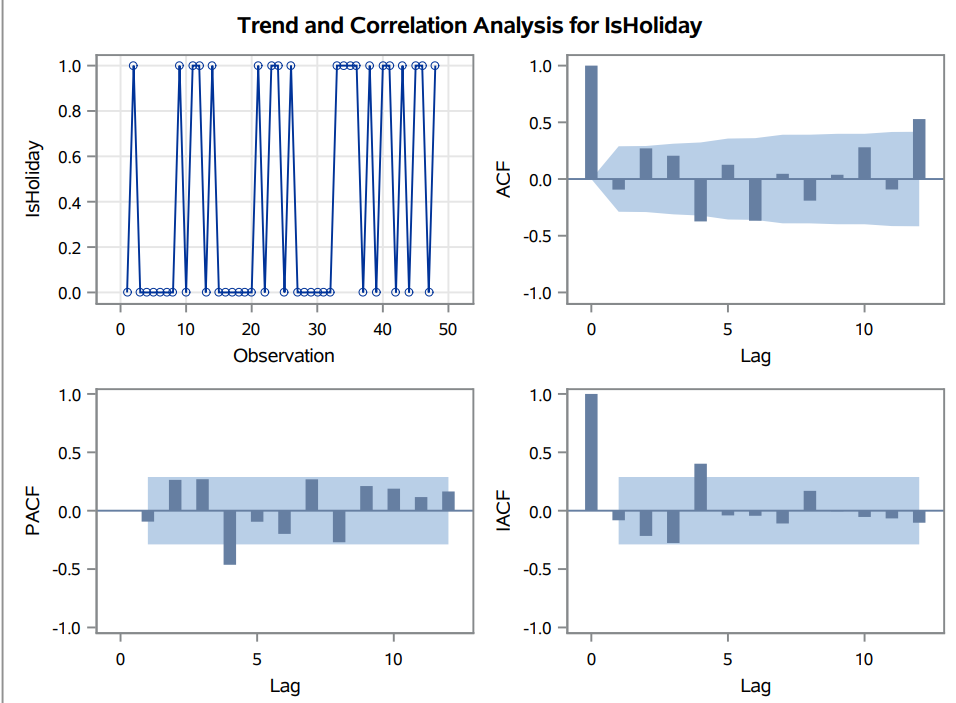 Trend and Correlation Analysis for IsHoliday
1.0
0.8
0.6
0.4
0.2
0.0
IsHoliday
0 10 20 30 40 50
Observation
1.0
0.5
0.0
-0.5
-1.0
ACF
0 5 10
Lag
1.0
0.5
0.0
-0.5
-1.0
PACF
0 5 10
Lag
1.0
0.5
0.0
-0.5
-1.0
IACF
0 5 10
Lag